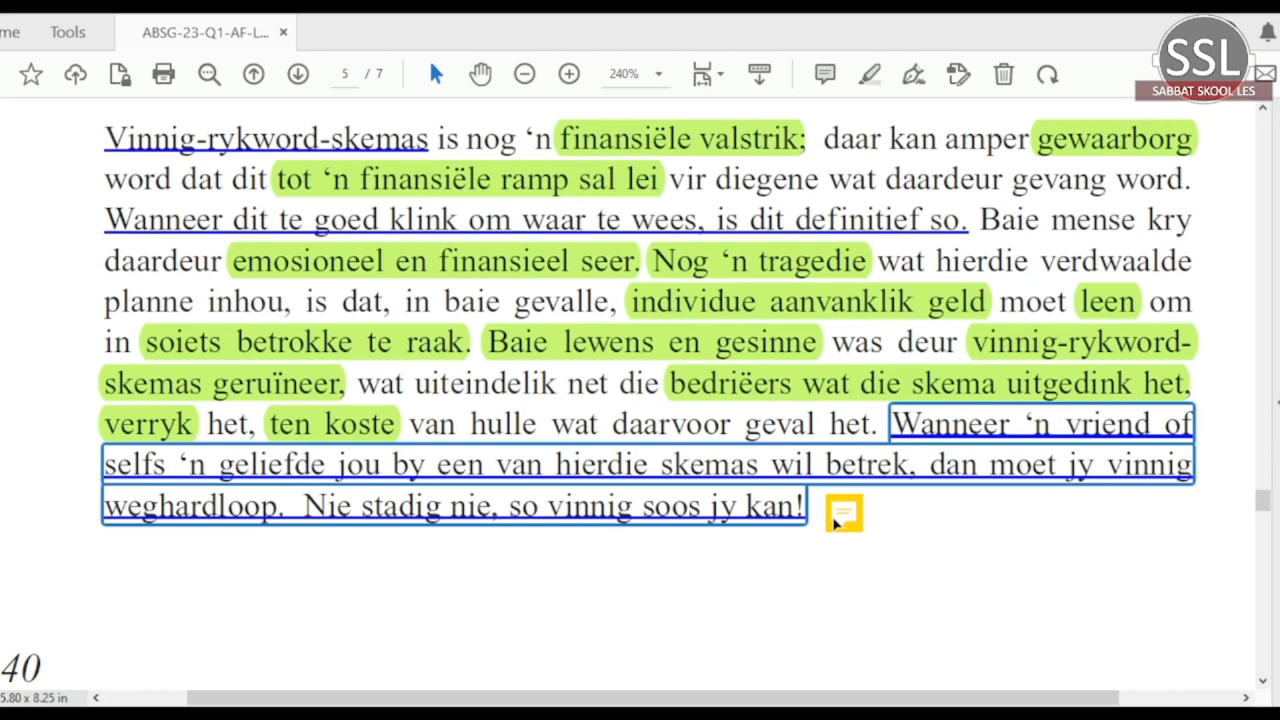 me Tools ABSG-23-Q1-AF-L... ×
SSL
SABBAT SKOOL LES
5 / 7 240%
Vinnig-rykword-skemas is nog ‘n finansiële valstrik; daar kan amper gewaarborg
word dat dit tot ‘n finansiële ramp sal lei vir diegene wat daardeur gevang word.
Wanneer dit te goed klink om waar te wees, is dit definitief so. Baie mense kry
daardeur emosioneel en finansieel seer. Nog ‘n tragedie wat hierdie verdwaalde
planne inhou, is dat, in baie gevalle, individue aanvanklik geld moet leen om
in soiets betrokke te raak. Baie lewens en gesinne was deur vinnig-rykword-
skemas geruïneer, wat uiteindelik net die bedriëers wat die skema uitgedink het,
verryk het, ten koste van hulle wat daarvoor geval het. Wanneer ‘n vriend of
selfs ‘n geliefde jou by een van hierdie skemas wil betrek, dan moet jy vinnig
weghardloop. Nie stadig nie, so vinnig soos jy kan!
40
5.80 x 8.25 in